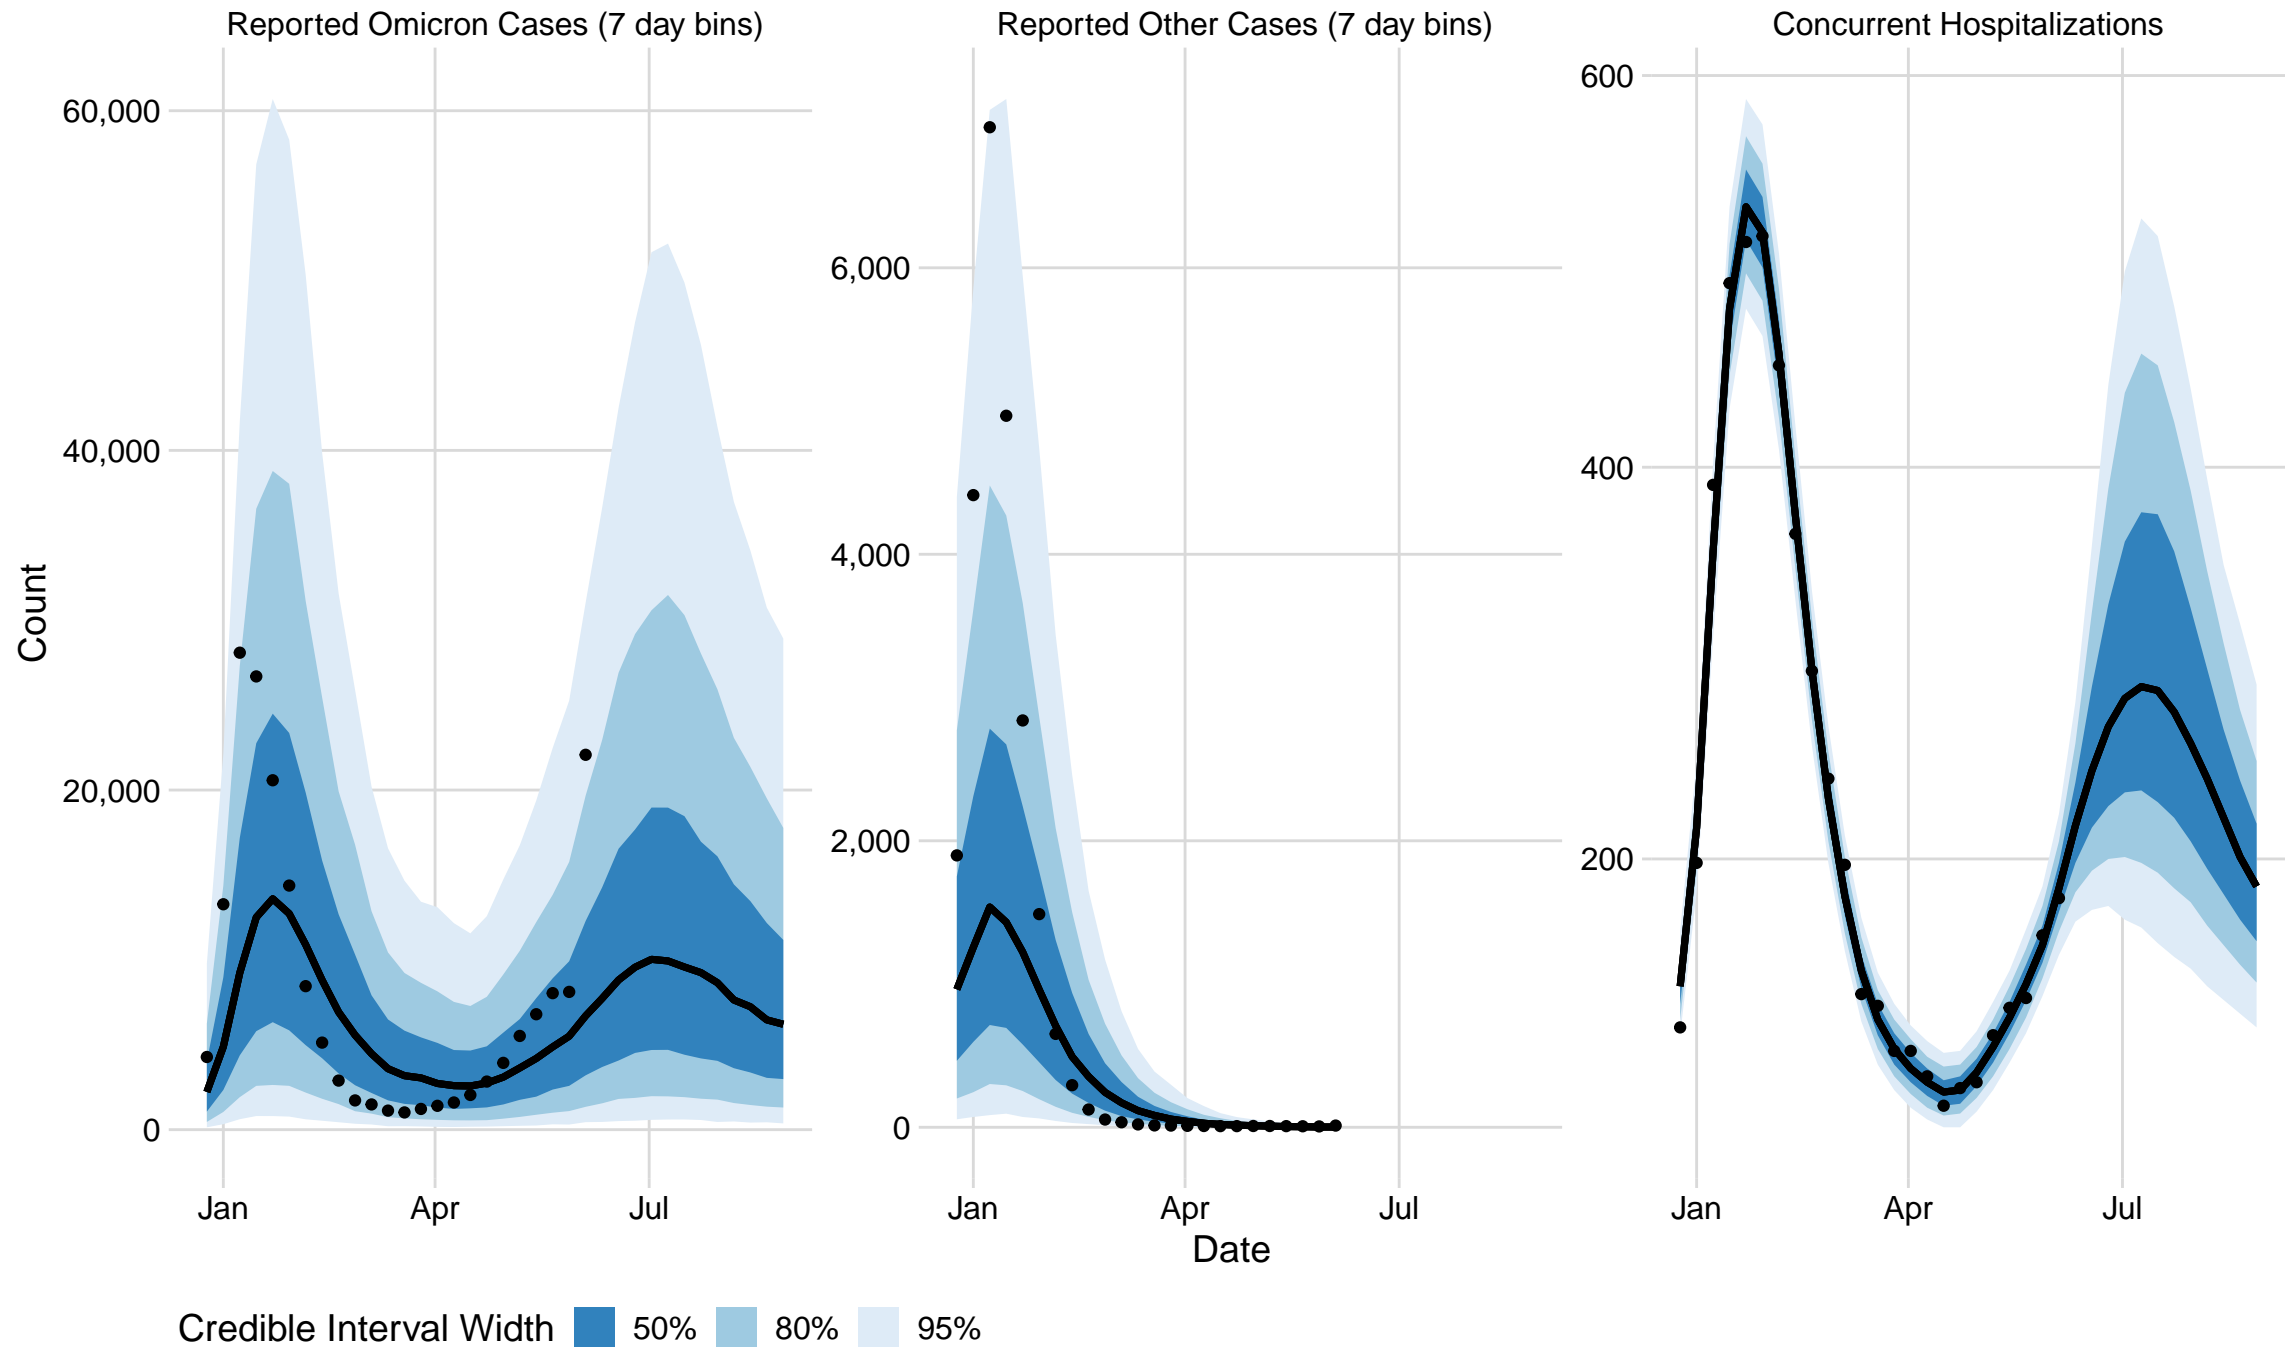 Reported Omicron Cases (7 day bins)
Reported Other Cases (7 day bins)
Concurrent Hospitalizations
Count
60,000
40,000
20,000
0
Jan
Apr
Jul
6,000
4,000
2,000
0
Jan
Apr
Jul
600
400
200
Jan
Apr
Jul
Date
Credible Interval Width 50% 80% 95%